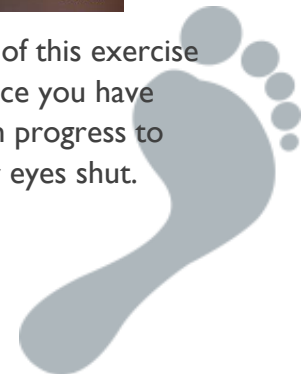 of this exercise
ce you have
n progress to
eyes shut.